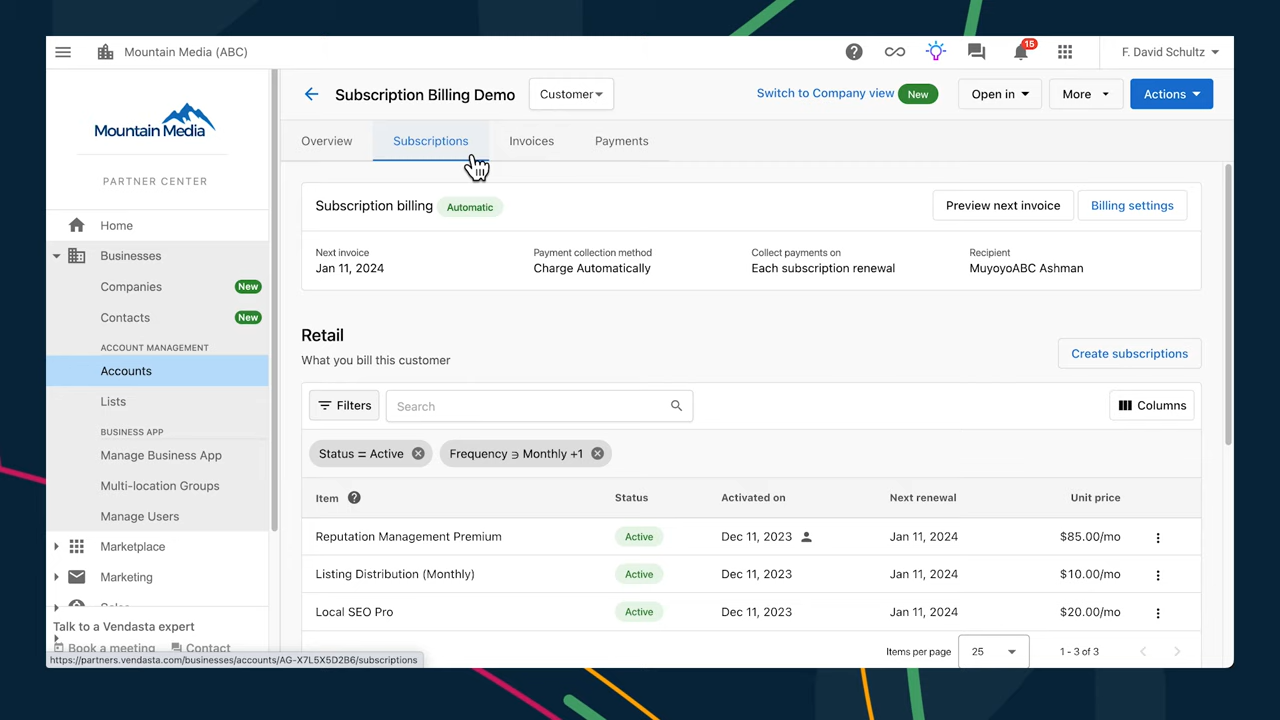 Mountain Media (ABC)
15
F. David Schultz
Mountain Media
PARTNER CENTER
Home
Businesses
Companies New
Contacts New
ACCOUNT MANAGEMENT
Accounts
Lists
BUSINESS APP
Manage Business App
Multi-location Groups
Manage Users
Marketplace
Marketing
Talk to a Vendasta expert
Book a meeting Contact
https://partners.vendasta.com/businesses/accounts/AG-X7L5X5D2B6/subscriptions
Subscription Billing Demo Customer Switch to Company view New Open in More Actions
Overview Subscriptions Invoices Payments
Subscription billing Automatic Preview next invoice Billing settings
Next invoice Payment collection method Collect payments on Recipient
Jan 11, 2024 Charge Automatically Each subscription renewal MuyoyoABC Ashman
Retail
What you bill this customer
Create subscriptions
Filters Search Columns
Status = Active Frequency ∋ Monthly +1
Item Status Activated on Next renewal Unit price
Reputation Management Premium Active Dec 11, 2023 Jan 11, 2024 $85.00/mo
Listing Distribution (Monthly) Active Dec 11, 2023 Jan 11, 2024 $10.00/mo
Local SEO Pro Active Dec 11, 2023 Jan 11, 2024 $20.00/mo
Items per page 25 1 - 3 of 3